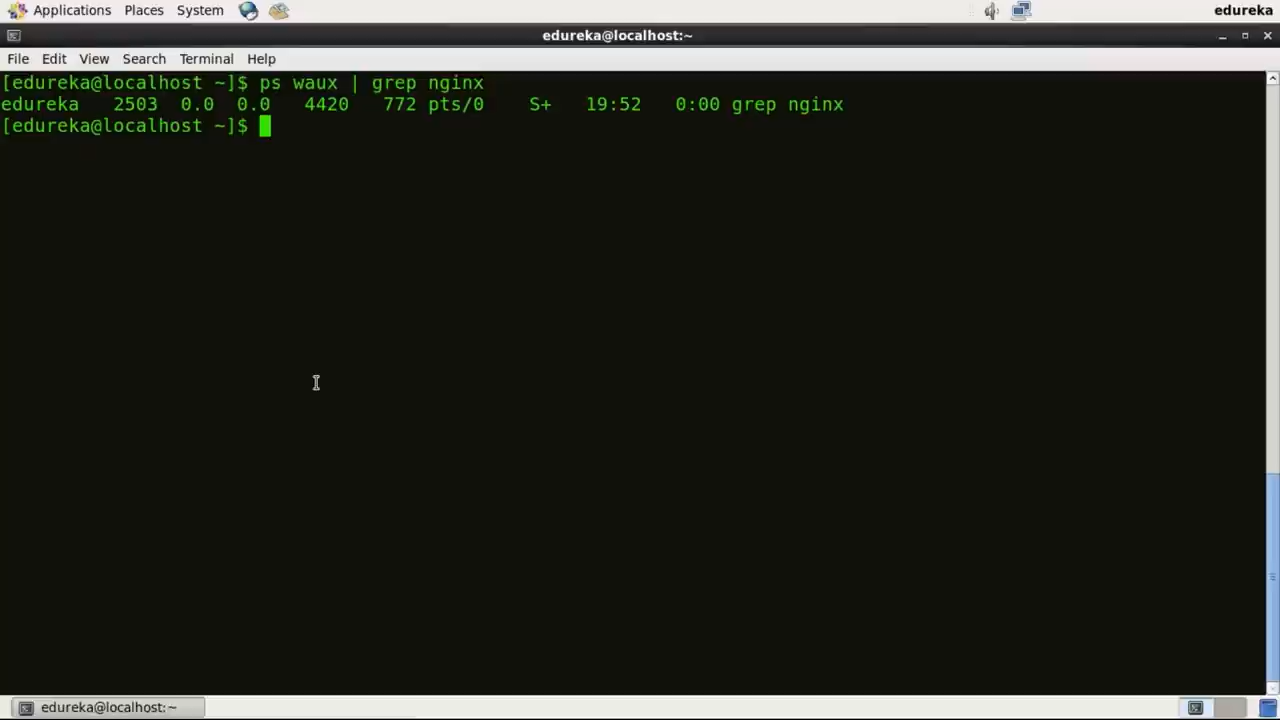 Applications Places System edureka
edureka@localhost:~
File Edit View Search Terminal Help
[edureka@localhost ~]$ ps waux | grep nginx
edureka 2503 0.0 0.0 4420 772 pts/0 S+ 19:52 0:00 grep nginx
[edureka@localhost ~]$
edureka@localhost:~